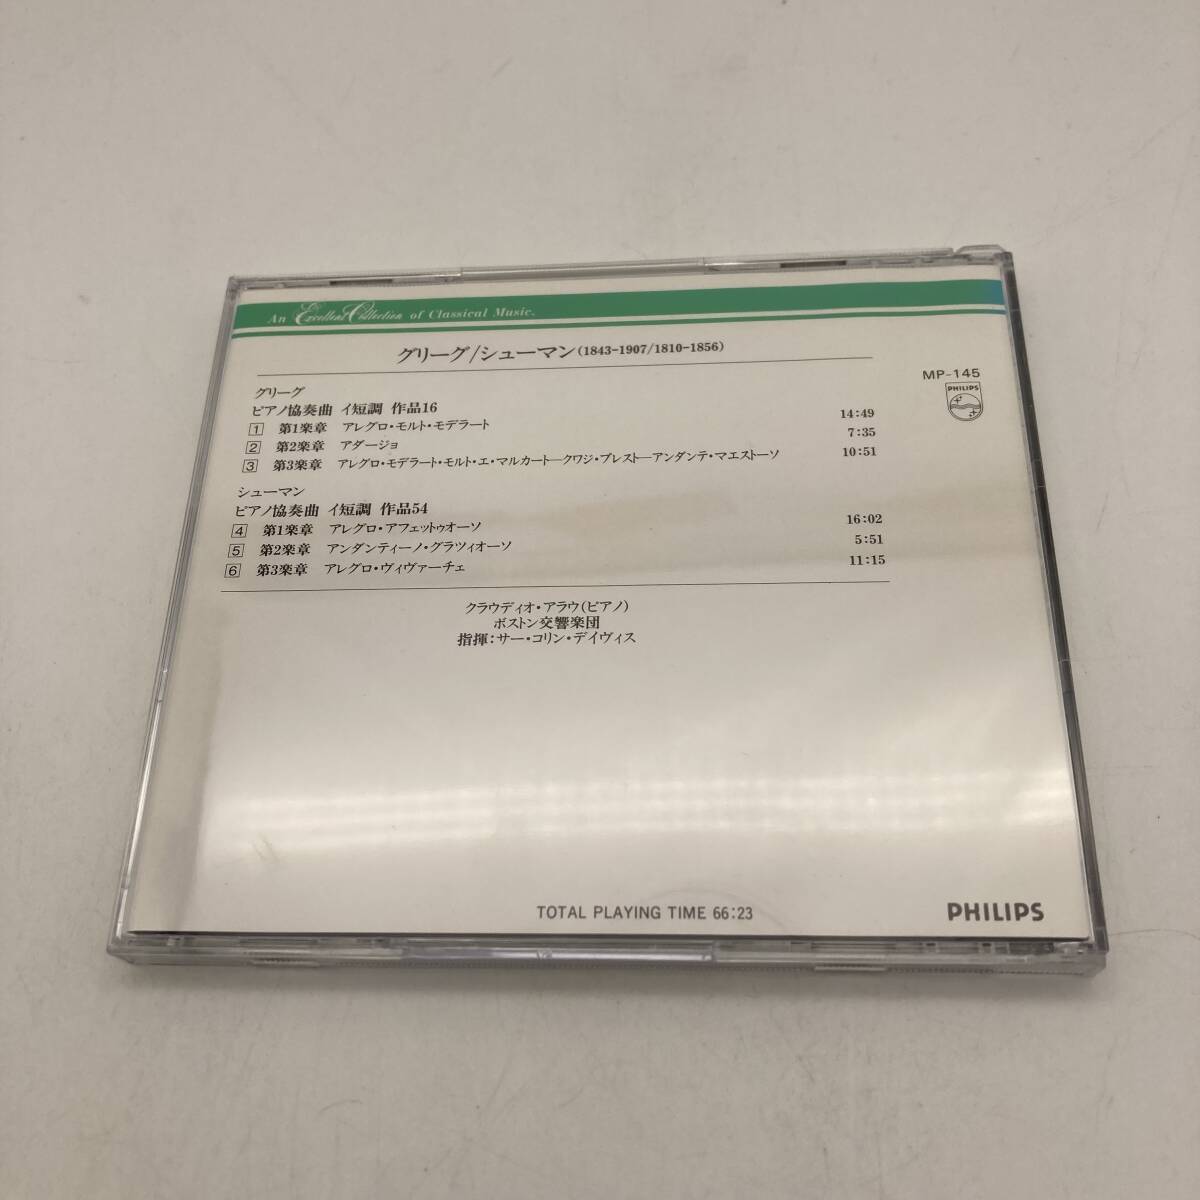 An Excellent Collection of Classical Music.
グリーグ/シューマン(1843-1907/1810-1856)
MP-145
PHILIPS
グリーグ
ピアノ協奏曲 イ短調 作品16
1 第1楽章 アレグロ・モルト・モデラート 14:49
2 第2楽章 アダージョ 7:35
3 第3楽章 アレグロ・モデラート・モルト・エ・マルカート―クワジ・プレスト―アンダンテ・マエストーソ 10:51
シューマン
ピアノ協奏曲 イ短調 作品54
4 第1楽章 アレグロ・アフェットゥオーソ 16:02
5 第2楽章 アンダンティーノ・グラツィオーソ 5:51
6 第3楽章 アレグロ・ヴィヴァーチェ 11:15
クラウディオ・アラウ(ピアノ)
ボストン交響楽団
指揮:サー・コリン・デイヴィス
TOTAL PLAYING TIME 66:23
PHILIPS